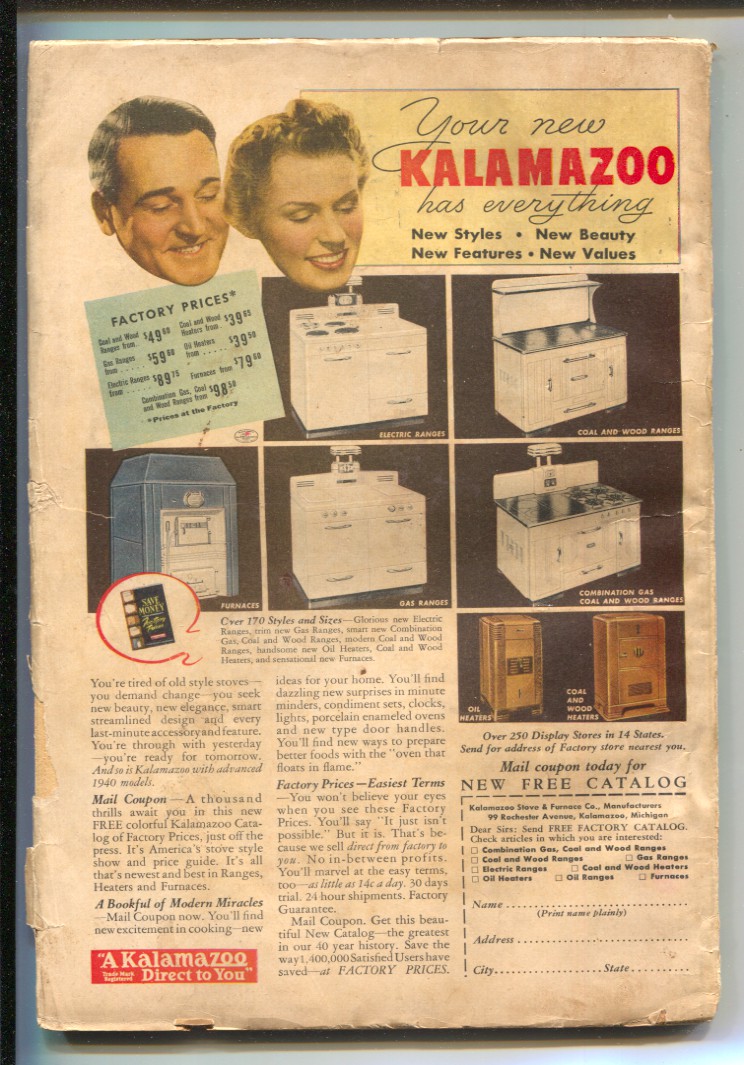 Your new
KALAMAZOO
has everything
New Styles • New Beauty
New Features • New Values
FACTORY PRICES*
Coal and Wood
Ranges from..
Gas Ranges
from ..... $59
Electric Ranges
from ...... $89 75
Coal and Wood
Heaters from..
Oil Heaters
from ......
Furnaces from
Combination Gas, Coal
and Wood Ranges from $98
*Prices at the Factory
ELECTRIC RANGES
COAL AND WOOD RANGES
FURNACES
GAS RANGES
COMBINATION GAS
COAL AND WOOD RANGES
SAVE
MONEY
OIL
HEATERS
COAL
AND
WOOD
HEATERS
Over 170 Styles and Sizes—Glorious new Electric
Ranges, trim new Gas Ranges, smart new Combination
Gas, Coal and Wood Ranges, modern Coal and Wood
Ranges, handsome new Oil Heaters, Coal and Wood
Heaters, and sensational new Furnaces.
You're tired of old style stoves—
you demand change—you seek
new beauty, new elegance, smart
streamlined design and every
last-minute accessory and feature.
You're through with yesterday
—you're ready for tomorrow.
And so is Kalamazoo with advanced
1940 models.
Mail Coupon—A thousand
thrills await you in this new
FREE colorful Kalamazoo Cata-
log of Factory Prices, just off the
press. It's America's stove style
show and price guide. It's all
that's newest and best in Ranges,
Heaters and Furnaces.
A Bookful of Modern Miracles
—Mail Coupon now. You'll find
new excitement in cooking—new
"A Kalamazoo
Trade Mark
Registered
Direct to You"
ideas for your home. You'll find
dazzling new surprises in minute
minders, condiment sets, clocks,
lights, porcelain enameled ovens
and new type door handles.
You'll find new ways to prepare
better foods with the "oven that
floats in flame."
Factory Prices—Easiest Terms
—You won't believe your eyes
when you see these Factory
Prices. You'll say "It just isn't
possible." But it is. That's be-
cause we sell direct from factory to
you. No in-between profits.
You'll marvel at the easy terms,
too—as little as 14c a day. 30 days
trial. 24 hour shipments. Factory
Guarantee.
Mail Coupon. Get this beau-
tiful New Catalog—the greatest
in our 40 year history. Save the
way 1,400,000 Satisfied Users have
saved—at FACTORY PRICES.
Over 250 Display Stores in 14 States.
Send for address of Factory store nearest you.
Mail coupon today for
NEW FREE CATALOG
Kalamazoo Stove & Furnace Co., Manufacturers
99 Rochester Avenue, Kalamazoo, Michigan
Dear Sirs: Send FREE FACTORY CATALOG.
Check articles in which you are interested:
☐ Combination Gas, Coal and Wood Ranges
☐ Coal and Wood Ranges ☐ Gas Ranges
☐ Electric Ranges ☐ Coal and Wood Heaters
☐ Oil Heaters ☐ Oil Ranges ☐ Furnaces
Name ..............................
(Print name plainly)
Address ..............................
City....................State..........